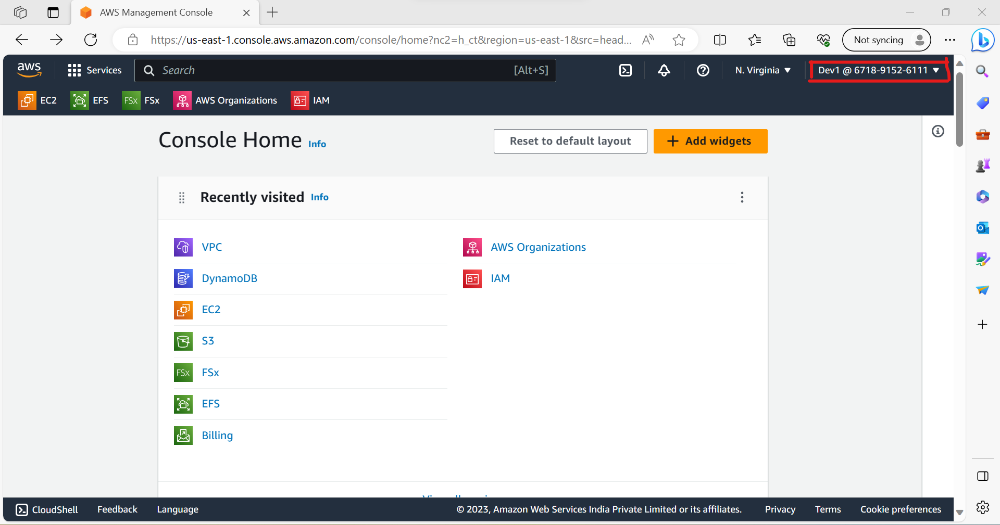 AWS Management Console
https://us-east-1.console.aws.amazon.com/console/home?nc2=h_ct&region=us-east-1&src=head...
Not syncing
aws
Services
Search
[Alt+S]
N. Virginia
Dev1 @ 6718-9152-6111
EC2
EFS
FSx FSx
AWS Organizations
IAM
Console Home Info
Reset to default layout
+ Add widgets
Recently visited Info
VPC
DynamoDB
EC2
S3
FSx FSx
EFS
Billing
AWS Organizations
IAM
CloudShell
Feedback
Language
© 2023, Amazon Web Services India Private Limited or its affiliates.
Privacy
Terms
Cookie preferences